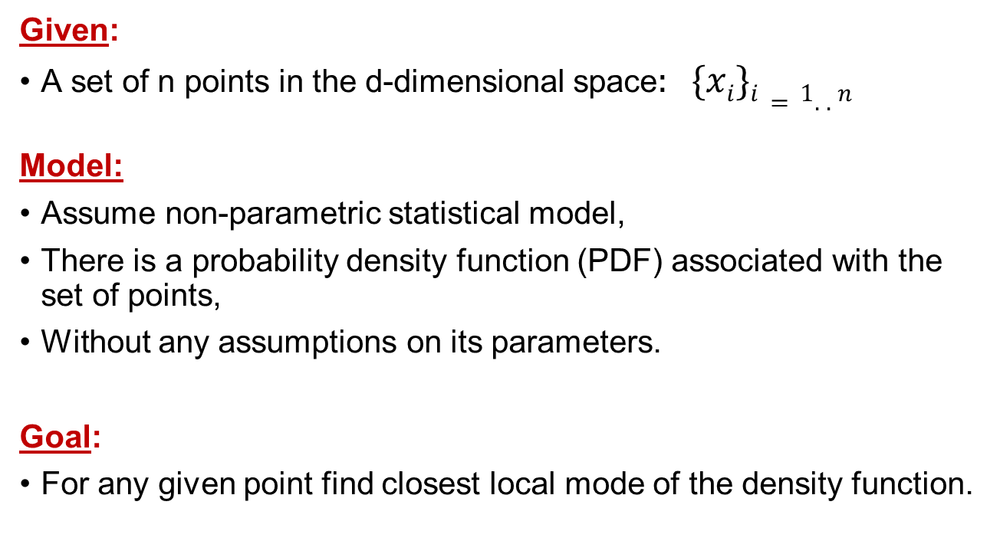 Given:
• A set of n points in the d-dimensional space: {x_i}_{i = 1..n}
Model:
• Assume non-parametric statistical model,
• There is a probability density function (PDF) associated with the
set of points,
• Without any assumptions on its parameters.
Goal:
• For any given point find closest local mode of the density function.